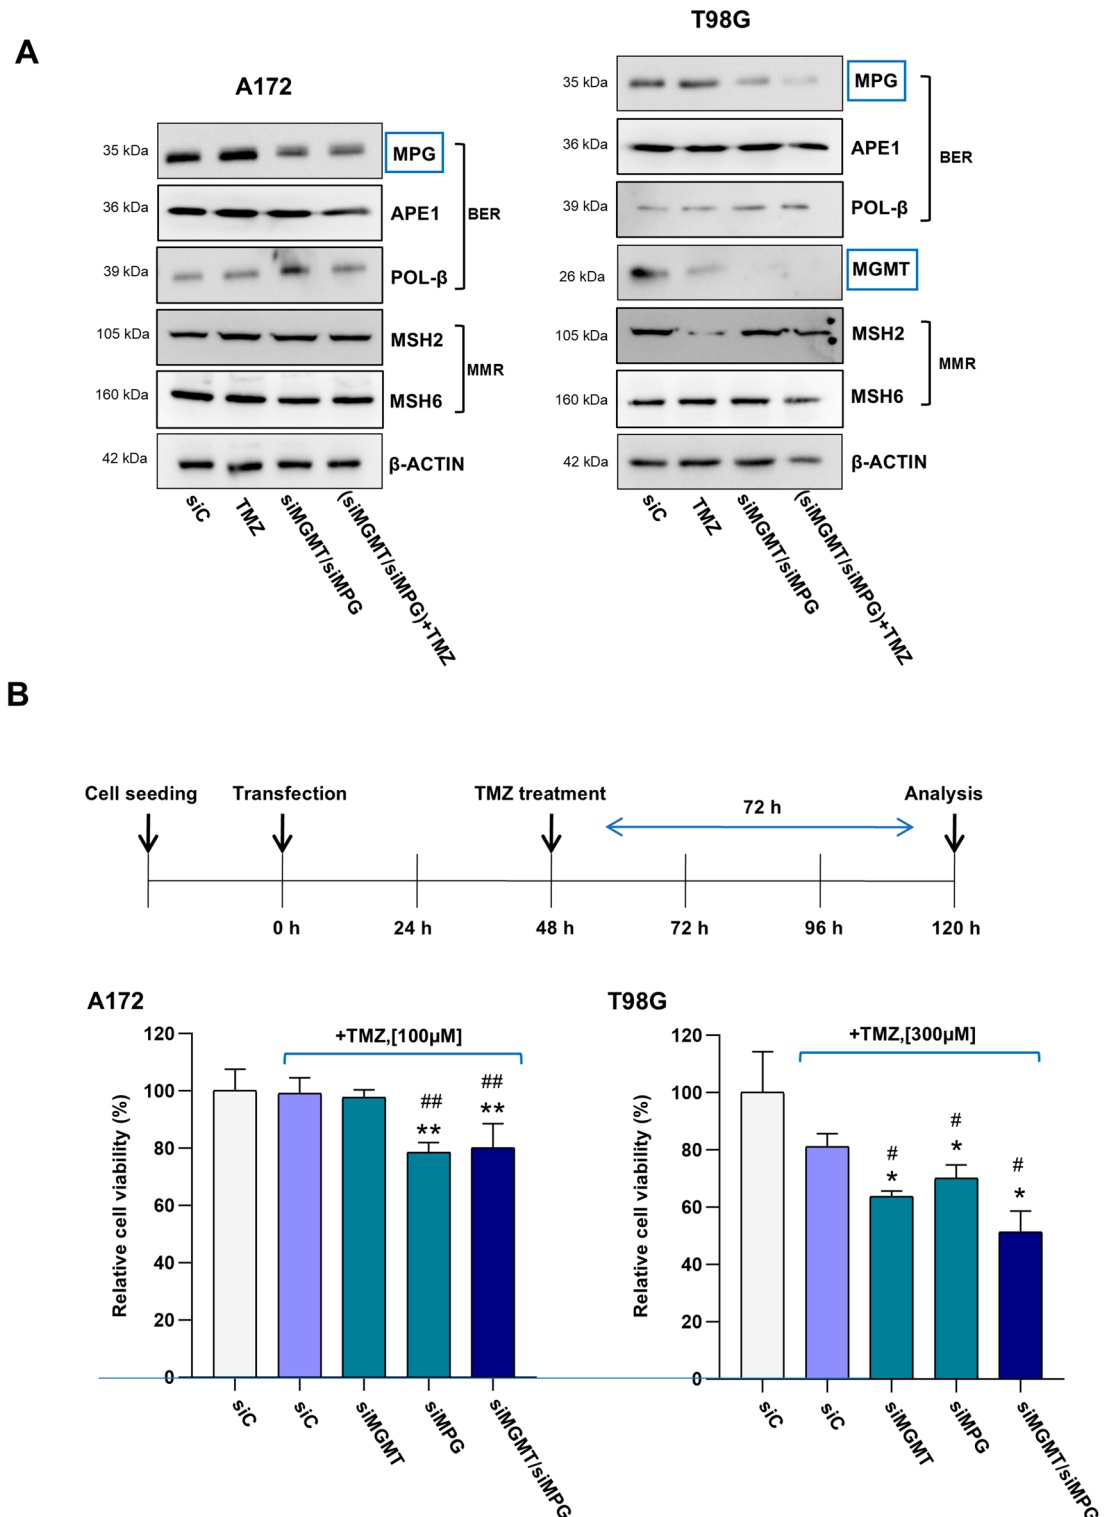 A
A172
35 kDa
MPG
36 kDa
APE1
BER
39 kDa
POL-β
105 kDa
MSH2
MMR
160 kDa
MSH6
42 kDa
β-ACTIN
siC
TMZ
siMGMT/siMPG
(siMGMT/siMPG)+TMZ
T98G
35 kDa
MPG
36 kDa
APE1
BER
39 kDa
POL-β
26 kDa
MGMT
105 kDa
MSH2
MMR
160 kDa
MSH6
42 kDa
β-ACTIN
siC
TMZ
siMGMT/siMPG
(siMGMT/siMPG)+TMZ
B
Cell seeding
Transfection
TMZ treatment
72 h
Analysis
0 h
24 h
48 h
72 h
96 h
120 h
A172
+TMZ,[100µM]
Relative cell viability (%)
120
100
80
60
40
20
0
##
**
##
**
siC
siC
siMGMT
siMPG
siMGMT/siMPG
T98G
+TMZ,[300µM]
Relative cell viability (%)
120
100
80
60
40
20
0
#
*
#
*
#
*
siC
siC
siMGMT
siMPG
siMGMT/siMPG